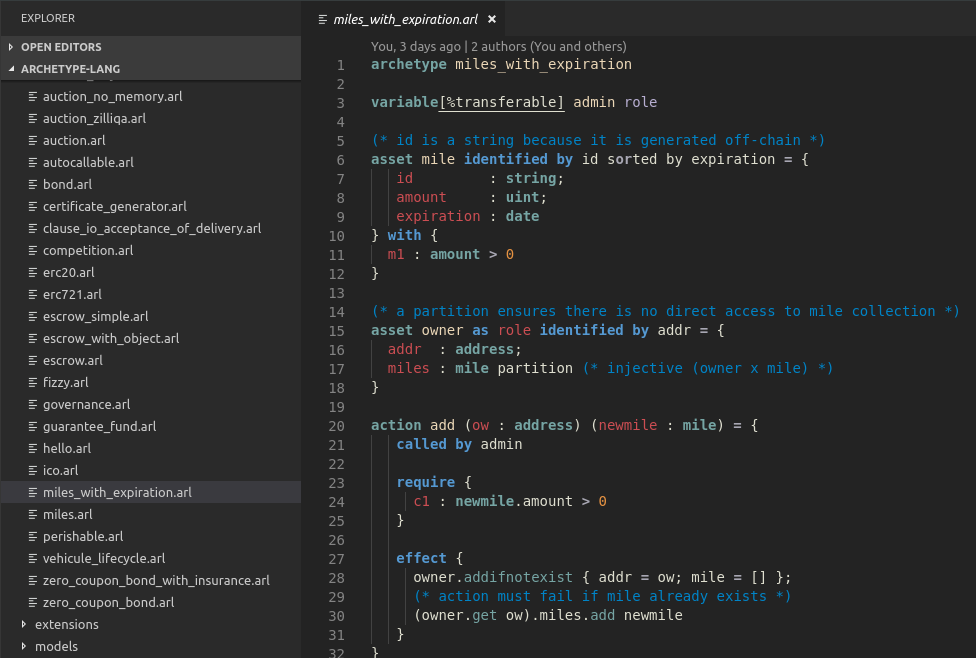 EXPLORER
OPEN EDITORS
ARCHETYPE-LANG
auction_no_memory.arl
auction_zilliqa.arl
auction.arl
autocallable.arl
bond.arl
certificate_generator.arl
clause_io_acceptance_of_delivery.arl
competition.arl
erc20.arl
erc721.arl
escrow_simple.arl
escrow_with_object.arl
escrow.arl
fizzy.arl
governance.arl
guarantee_fund.arl
hello.arl
ico.arl
miles_with_expiration.arl
miles.arl
perishable.arl
vehicule_lifecycle.arl
zero_coupon_bond_with_insurance.arl
zero_coupon_bond.arl
extensions
models
miles_with_expiration.arl ×
You, 3 days ago | 2 authors (You and others)
1 archetype miles_with_expiration
2
3 variable[%transferable] admin role
4
5 (* id is a string because it is generated off-chain *)
6 asset mile identified by id sorted by expiration = {
7 id : string;
8 amount : uint;
9 expiration : date
10 } with {
11 m1 : amount > 0
12 }
13
14 (* a partition ensures there is no direct access to mile collection *)
15 asset owner as role identified by addr = {
16 addr : address;
17 miles : mile partition (* injective (owner x mile) *)
18 }
19
20 action add (ow : address) (newmile : mile) = {
21 called by admin
22
23 require {
24 c1 : newmile.amount > 0
25 }
26
27 effect {
28 owner.addifnotexist { addr = ow; mile = [] };
29 (* action must fail if mile already exists *)
30 (owner.get ow).miles.add newmile
31 }
32 }